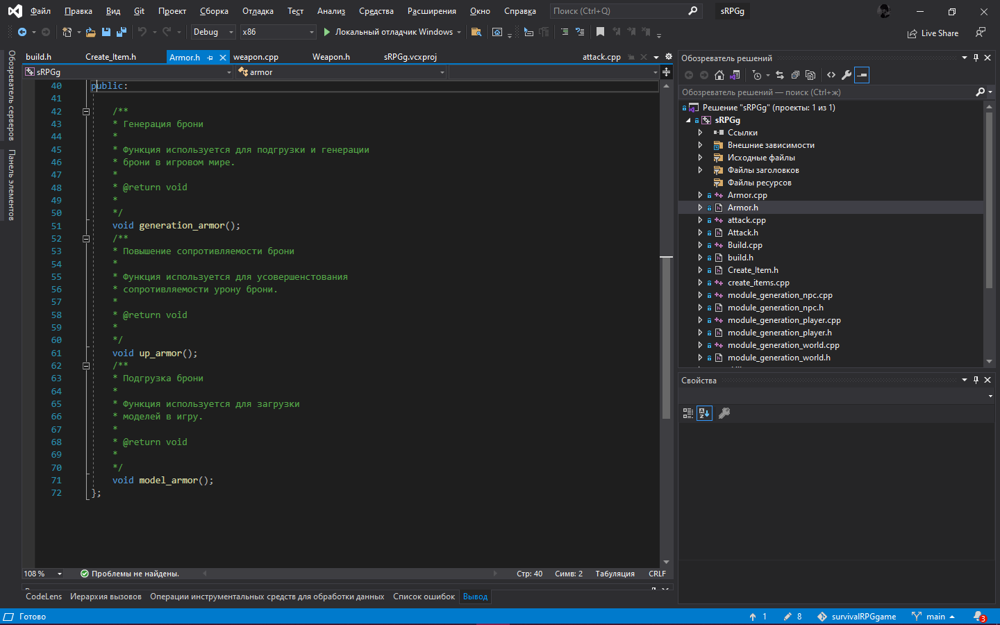 Файл Правка Вид Git Проект Сборка Отладка Тест Анализ Средства Расширения Окно Справка Поиск (Ctrl+Q) sRPGg
Debug x86 Локальный отладчик Windows Live Share
Обозреватель серверов
Панель элементов
build.h Create_Item.h Armor.h weapon.cpp Weapon.h sRPGg.vcxproj attack.cpp
sRPGg armor
40 public:
41
42 /**
43 * Генерация брони
44 *
45 * Функция используется для подгрузки и генерации
46 * брони в игровом мире.
47 *
48 * @return void
49 *
50 */
51 void generation_armor();
52 /**
53 * Повышение сопротивляемости брони
54 *
55 * Функция используется для усовершенстования
56 * сопротивляемости урону брони.
57 *
58 * @return void
59 *
60 */
61 void up_armor();
62 /**
63 * Подгрузка брони
64 *
65 * Функция используется для загрузки
66 * моделей в игру.
67 *
68 * @return void
69 *
70 */
71 void model_armor();
72 };
108 % Проблемы не найдены. Стр: 40 Симв: 2 Табуляция CRLF
CodeLens Иерархия вызовов Операции инструментальных средств для обработки данных Список ошибок Вывод
Обозреватель решений
Обозреватель решений — поиск (Ctrl+ж)
Решение "sRPGg" (проекты: 1 из 1)
sRPGg
Ссылки
Внешние зависимости
Исходные файлы
Файлы заголовков
Файлы ресурсов
Armor.cpp
Armor.h
attack.cpp
Attack.h
Build.cpp
build.h
Create_Item.h
create_items.cpp
module_generation_npc.cpp
module_generation_npc.h
module_generation_player.cpp
module_generation_player.h
module_generation_world.cpp
module_generation_world.h
Свойства
Готово 1 8 survivalRPGgame main 3